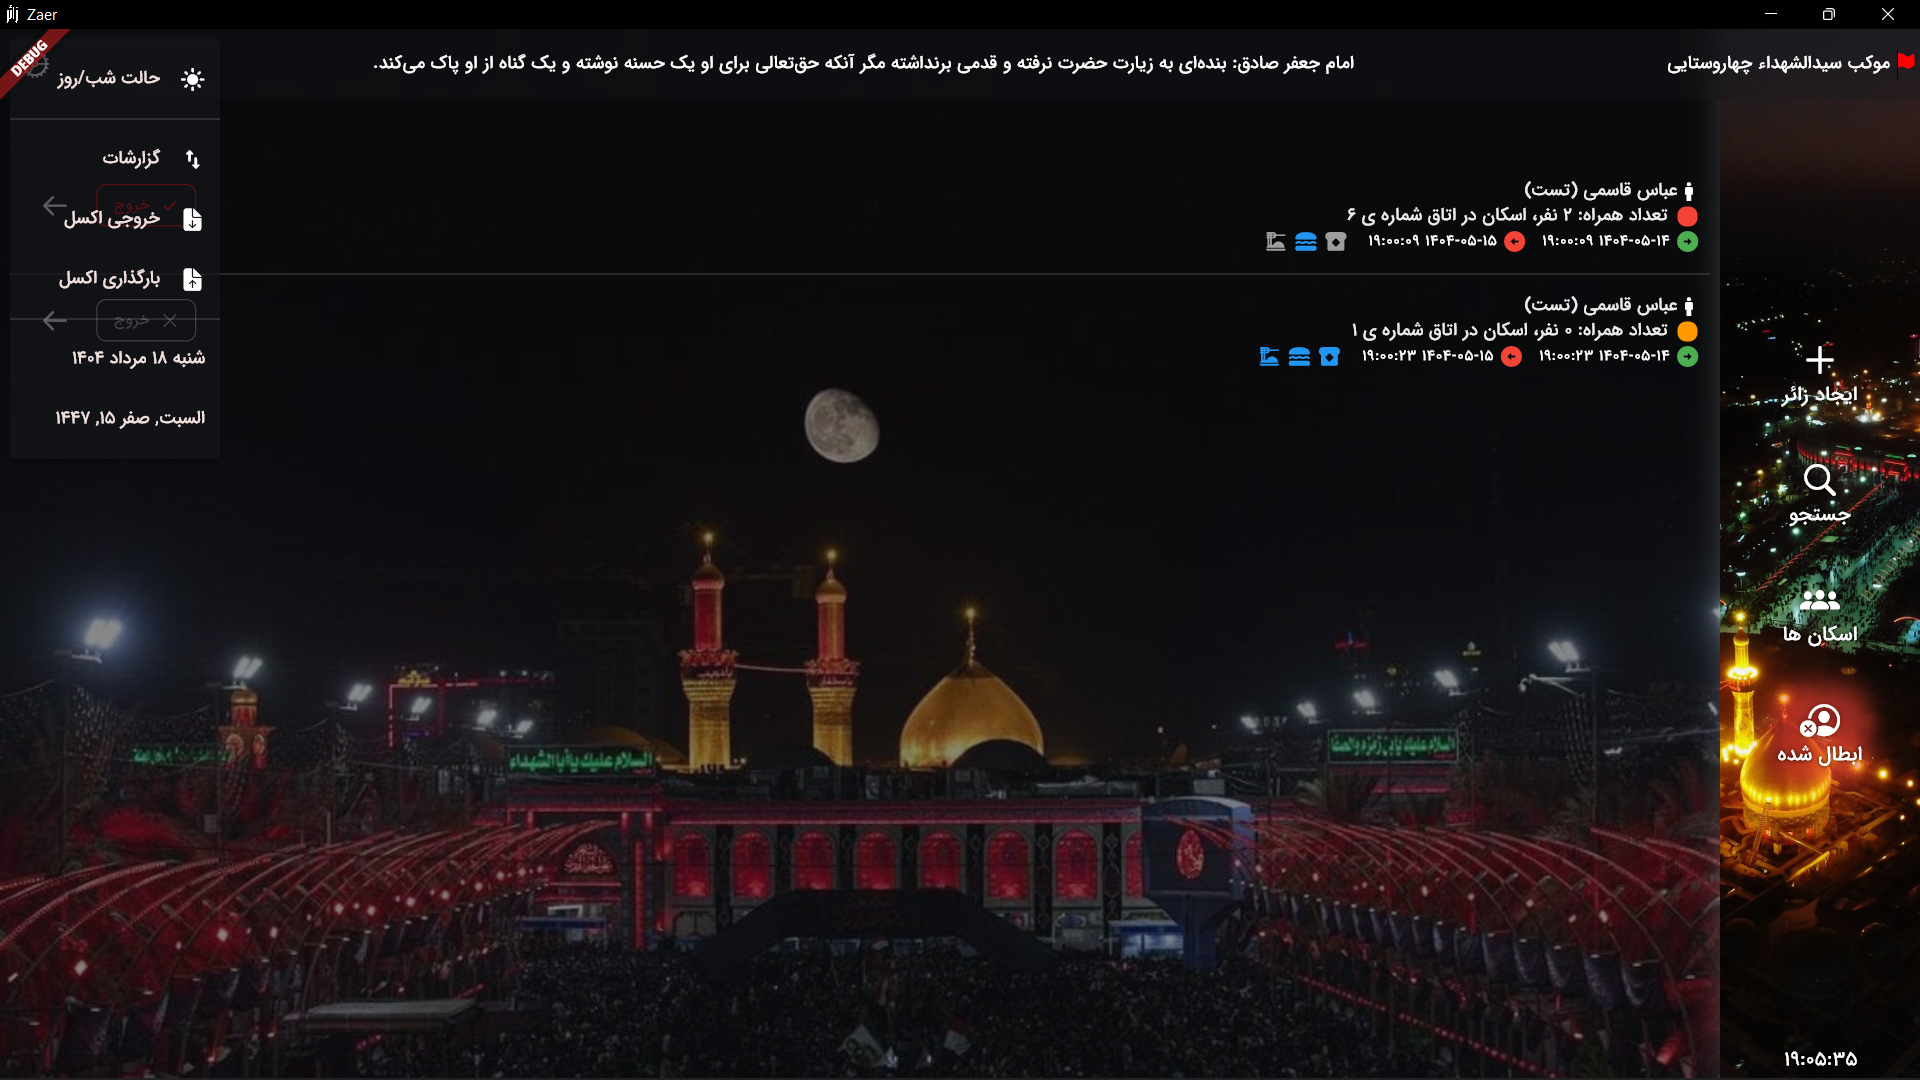 Zaer
DEBUG
موکب سیدالشهداء چهاروستایی
امام جعفر صادق: بنده‌ای به زیارت حضرت نرفته و قدمی برنداشته مگر آنکه حق‌تعالی برای او یک حسنه نوشته و یک گناه از او پاک می‌کند.
حالت شب/روز
گزارشات
خروجی اکسل
بارگذاری اکسل
شنبه ۱۸ مرداد ۱۴۰۴
السبت, صفر ۱۵, ۱۴۴۷
عباس قاسمی (تست)
تعداد همراه: ۲ نفر، اسکان در اتاق شماره ی ۶
۱۴۰۴-۰۵-۱۴ ۱۹:۰۰:۰۹
۱۴۰۴-۰۵-۱۵ ۱۹:۰۰:۰۹
خروج
عباس قاسمی (تست)
تعداد همراه: ۰ نفر، اسکان در اتاق شماره ی ۱
۱۴۰۴-۰۵-۱۴ ۱۹:۰۰:۲۳
۱۴۰۴-۰۵-۱۵ ۱۹:۰۰:۲۳
خروج
ایجاد زائر
جستجو
اسکان ها
ابطال شده
۱۹:۰۵:۳۵
السلام علیك یاأبا الشهداء